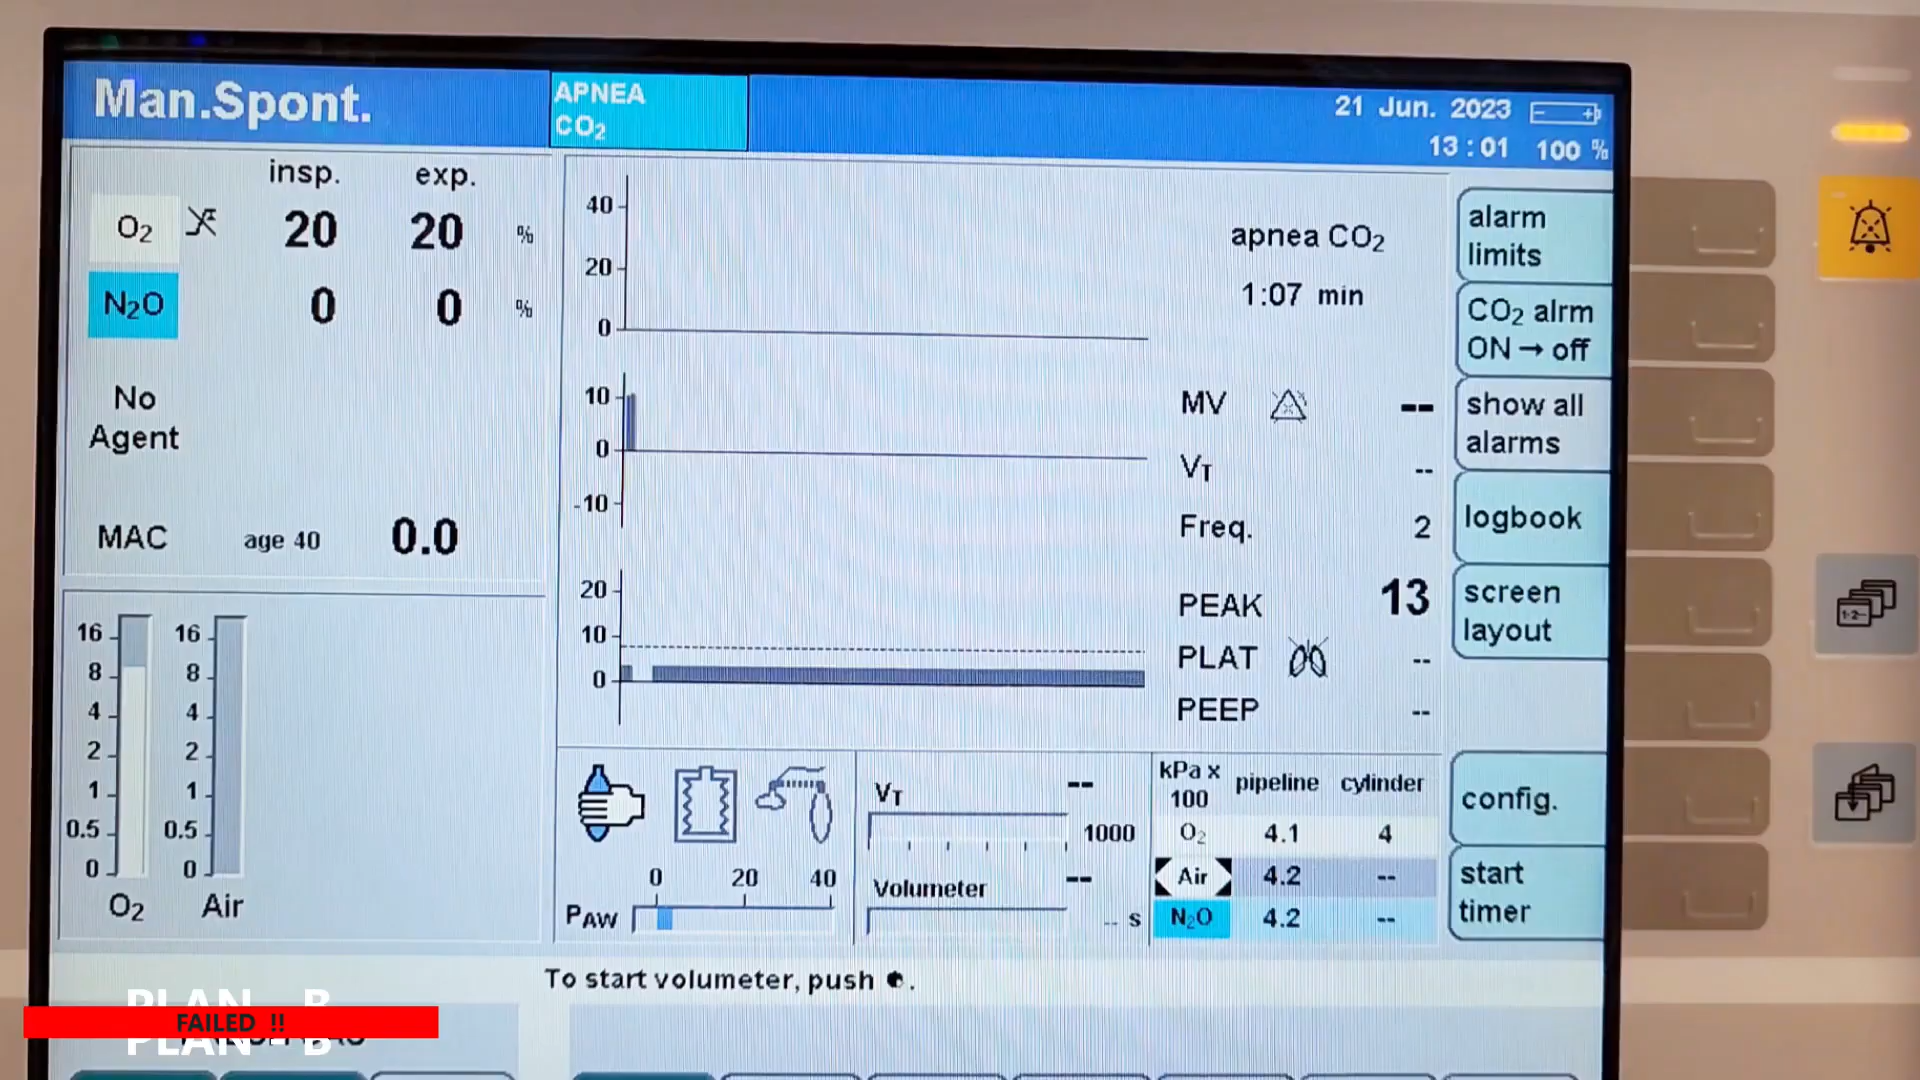 Man.Spont.
APNEA
CO₂
21 Jun. 2023
13 : 01 100 %
insp. exp.
O₂ 20 20 %
N₂O 0 0 %
No
Agent
MAC age 40 0.0
16
8
4
2
1
0.5
0
O₂
16
8
4
2
1
0.5
0
Air
40
20
0
10
0
-10
20
10
0
apnea CO₂
1:07 min
MV --
VT --
Freq. 2
PEAK 13
PLAT --
PEEP --
0 20 40
PAW
VT --
1000
Volumeter --
-- s
kPa x
100
pipeline cylinder
O₂ 4.1 4
Air 4.2 --
N₂O 4.2 --
alarm
limits
CO₂ alrm
ON → off
show all
alarms
logbook
screen
layout
config.
start
timer
To start volumeter, push .
PLAN - B
FAILED !!
PLAN - B